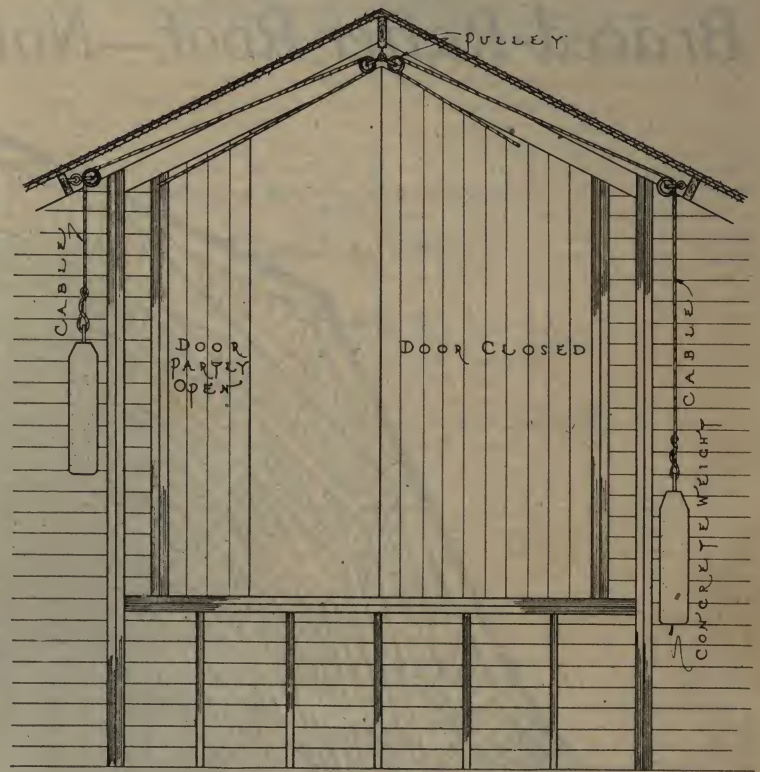 PULLEY
CABLE
DOOR
PARTLY
OPEN
DOOR CLOSED
CABLE
CONCRETE WEIGHT